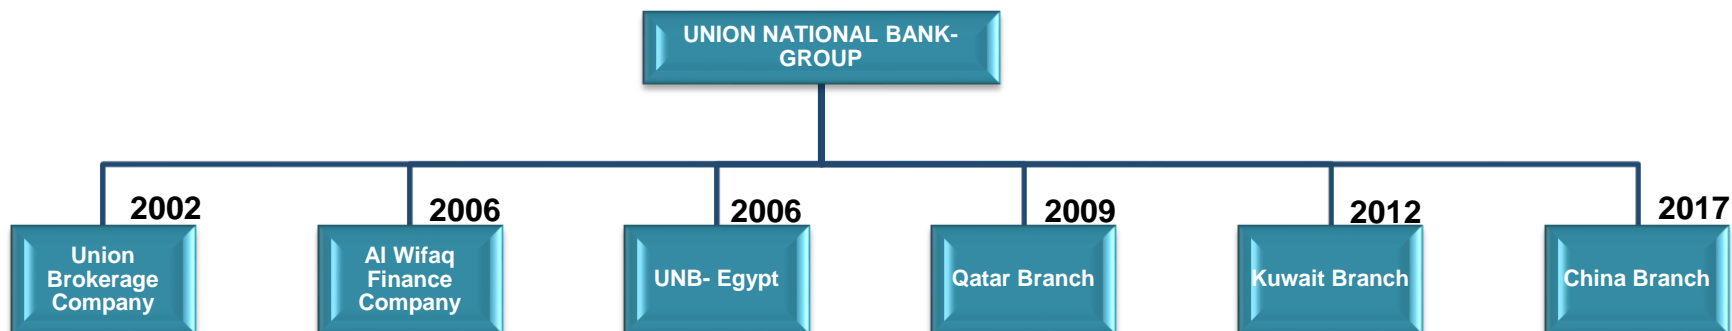 UNION NATIONAL BANK-
GROUP
2002
2006
2006
2009
2012
2017
Union
Brokerage
Company
Al Wifaq
Finance
Company
UNB- Egypt
Qatar Branch
Kuwait Branch
China Branch